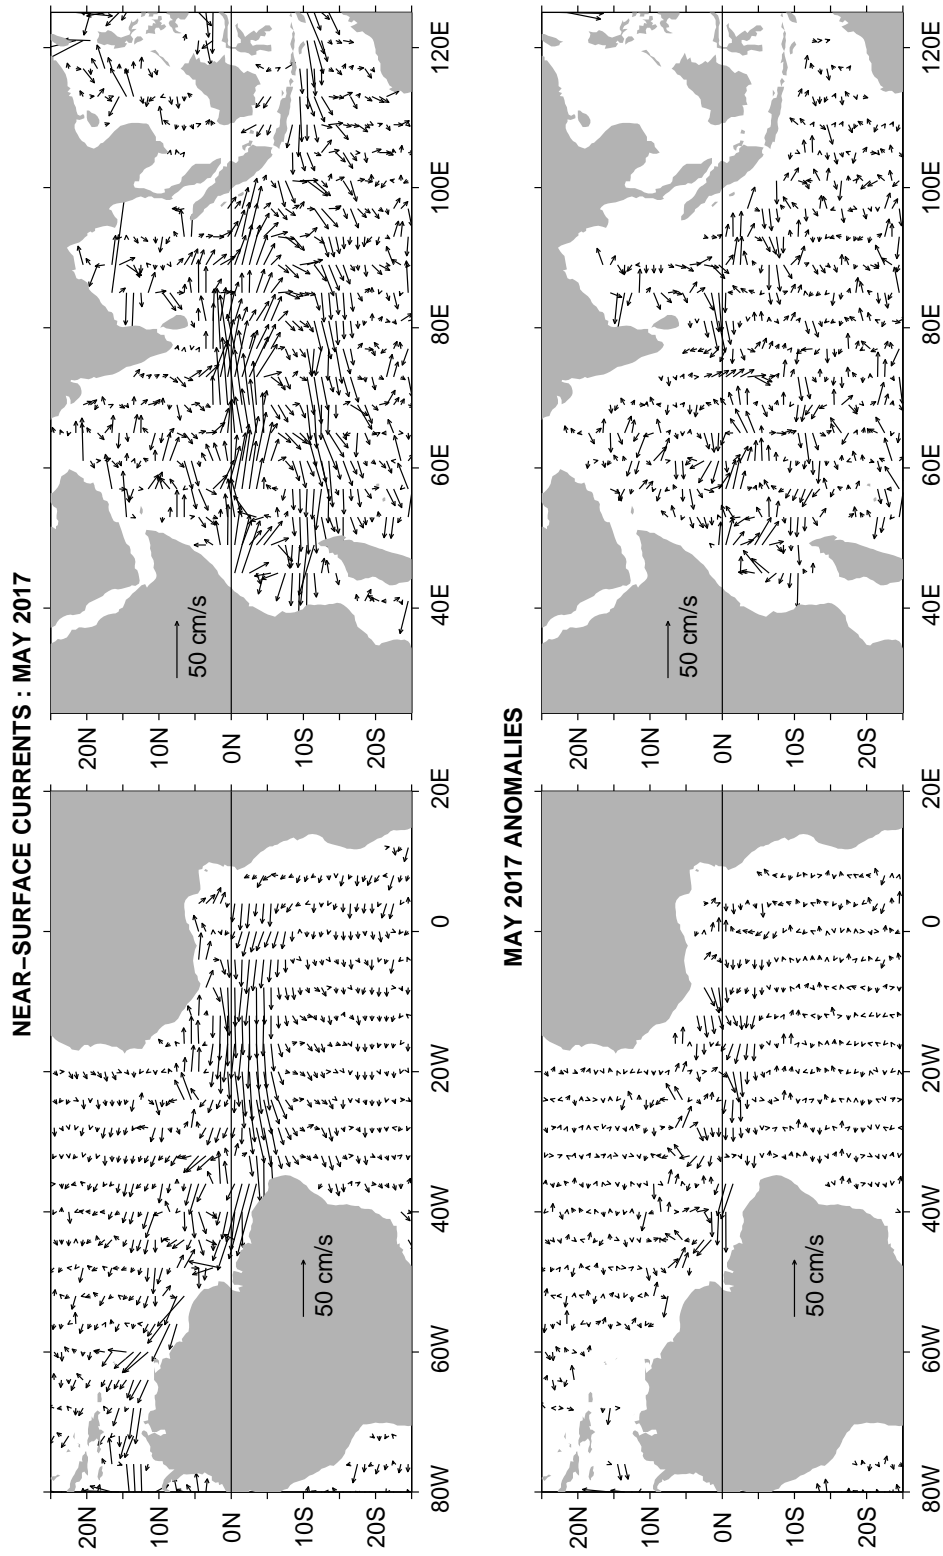 NEAR–SURFACE CURRENTS : MAY 2017
20N
10N
0N
10S
20S
80W
60W
40W
20W
0
20E
50 cm/s
20N
10N
0N
10S
20S
40E
60E
80E
100E
120E
50 cm/s
MAY 2017 ANOMALIES
20N
10N
0N
10S
20S
80W
60W
40W
20W
0
20E
50 cm/s
20N
10N
0N
10S
20S
40E
60E
80E
100E
120E
50 cm/s